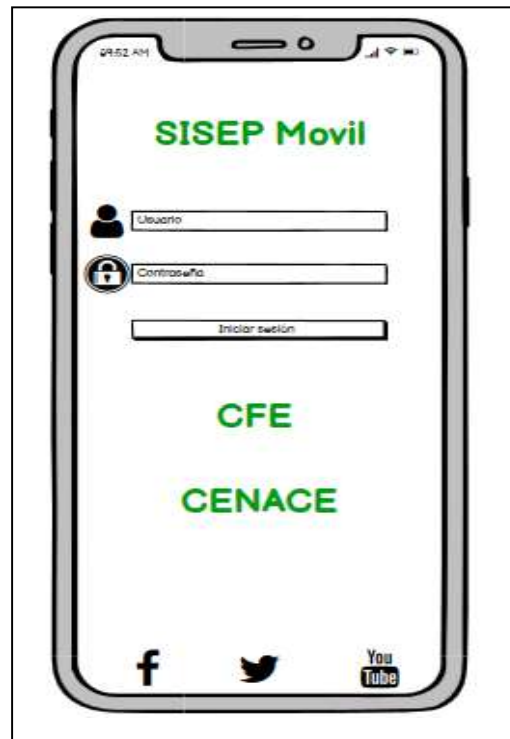 09:52 AM
SISEP Movil
Usuario
Contraseña
Iniciar sesión
CFE
CENACE
You
Tube